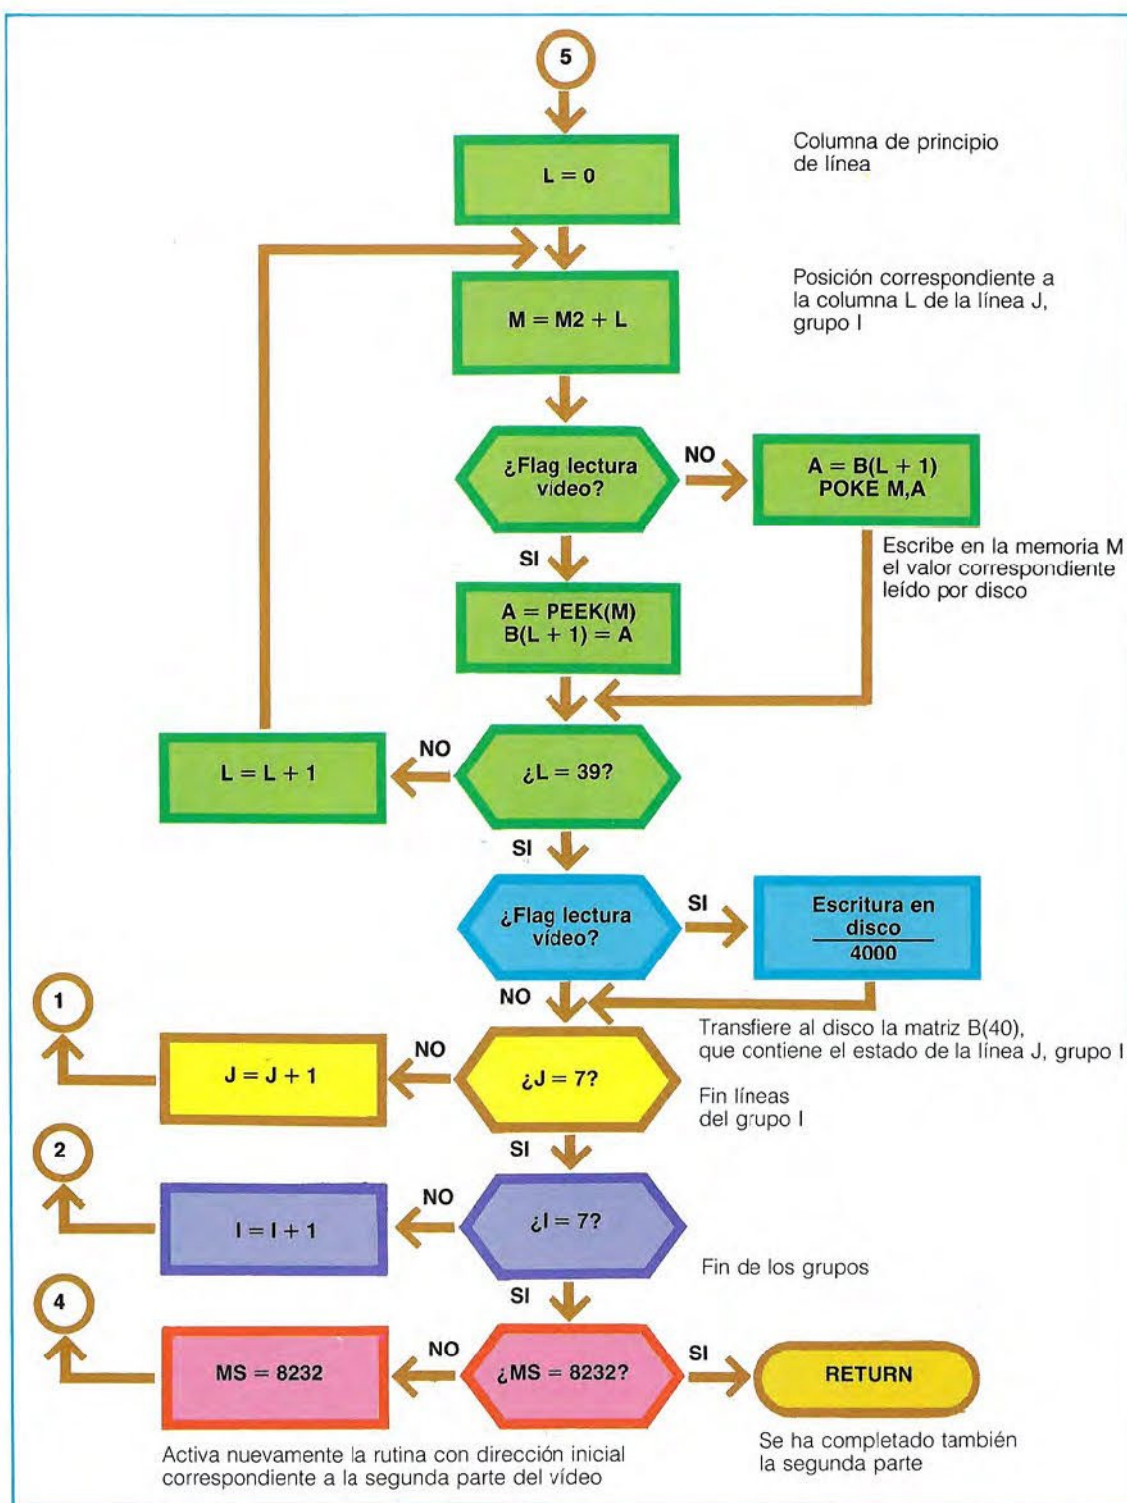 5
L = 0
Columna de principio
de línea
M = M2 + L
Posición correspondiente a
la columna L de la línea J,
grupo I
¿Flag lectura
vídeo?
NO
A = B(L + 1)
POKE M,A
Escribe en la memoria M
el valor correspondiente
leído por disco
SI
A = PEEK(M)
B(L + 1) = A
¿L = 39?
NO
L = L + 1
SI
¿Flag lectura
vídeo?
SI
Escritura en
disco
4000
NO
Transfiere al disco la matriz B(40),
que contiene el estado de la línea J, grupo I
1
J = J + 1
NO
¿J = 7?
Fin líneas
del grupo I
SI
2
I = I + 1
NO
¿I = 7?
Fin de los grupos
SI
4
MS = 8232
NO
¿MS = 8232?
SI
RETURN
Activa nuevamente la rutina con dirección inicial
correspondiente a la segunda parte del vídeo
Se ha completado también
la segunda parte